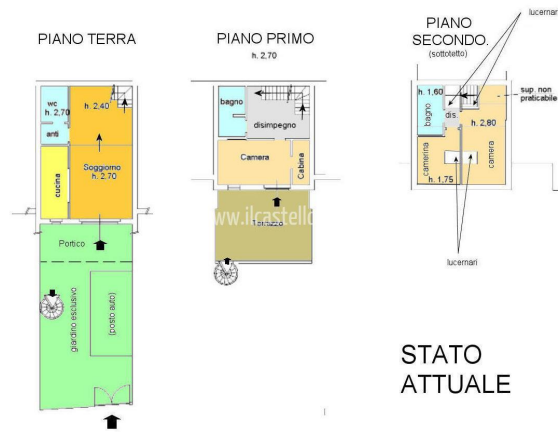 PIANO TERRA
wc
h. 2,70
h. 2,40
anti
Soggiorno
h. 2.70
cucina
Portico
giardino esclusivo
(posto auto)
PIANO PRIMO
h. 2,70
bagno
disimpegno
Camera
Cabina
www.ilcastello
Terrazzo
PIANO
SECONDO.
(sottotetto)
lucernari
h. 1,60
sup. non
praticabile
bagno
dis.
h. 2,80
camerina
camera
h. 1,75
lucernari
STATO
ATTUALE